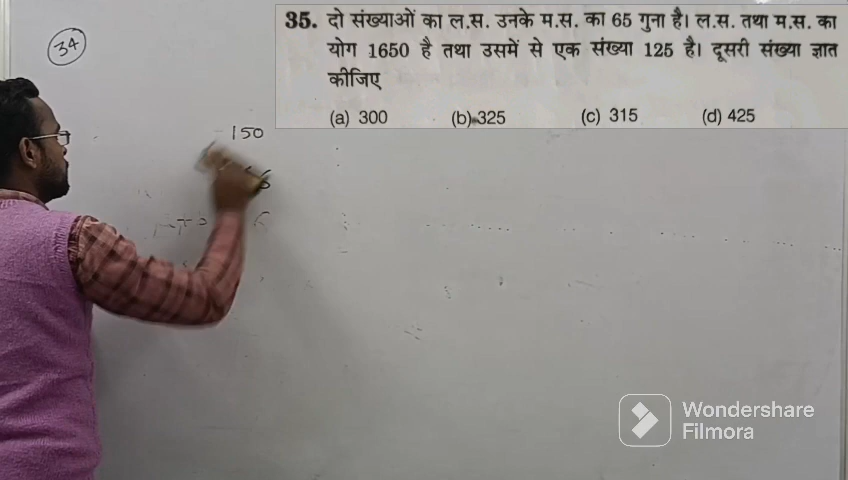 34
35. दो संख्याओं का ल.स. उनके म.स. का 65 गुना है। ल.स. तथा म.स. का
योग 1650 है तथा उसमें से एक संख्या 125 है। दूसरी संख्या ज्ञात
कीजिए
(a) 300 (b) 325 (c) 315 (d) 425
150
Wondershare
Filmora